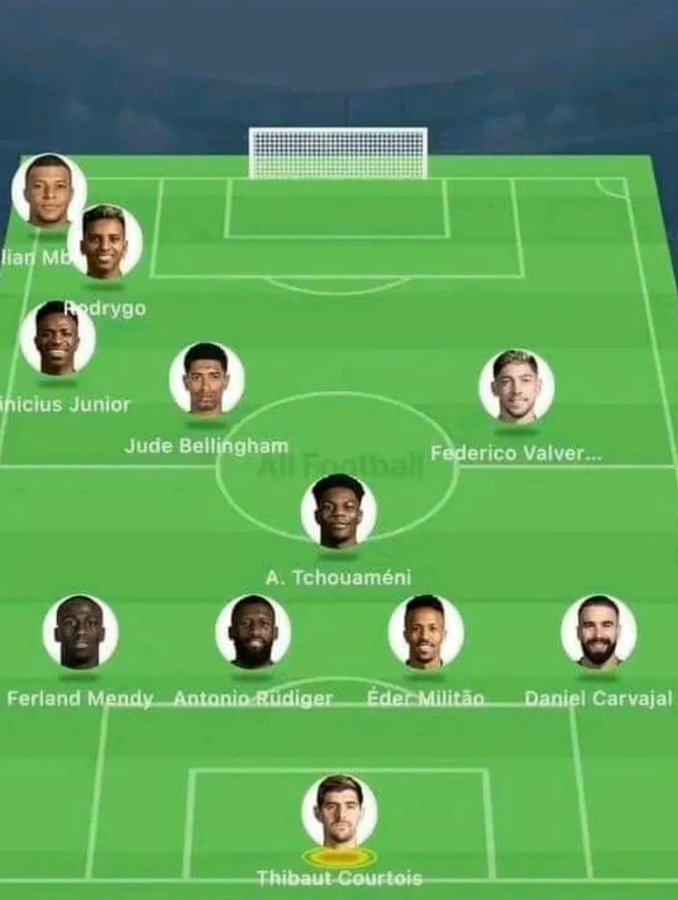 lian Mb
Rodrygo
inicius Junior
Jude Bellingham
Federico Valver...
All Football
A. Tchouaméni
Ferland Mendy
Antonio Rüdiger
Éder Militão
Daniel Carvajal
Thibaut Courtois